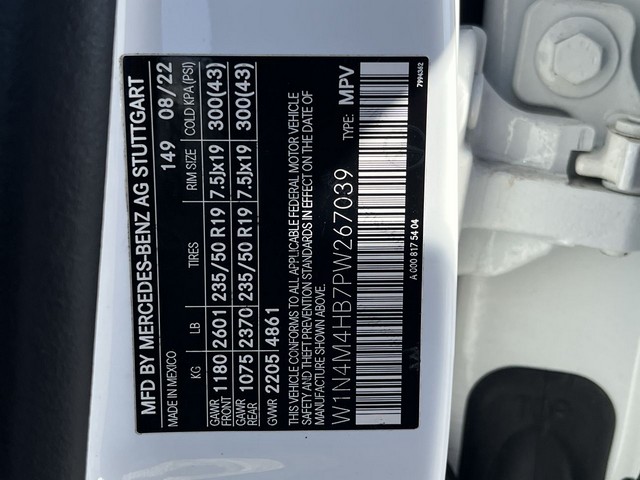 MFD BY MERCEDES-BENZ AG STUTTGART
MADE IN MEXICO 149 08/22
KG LB TIRES RIM SIZE COLD KPA(PSI)
GAWR FRONT 1180 2601 235/50 R19 7.5Jx19 300(43)
GAWR REAR 1075 2370 235/50 R19 7.5Jx19 300(43)
GVWR 2205 4861
THIS VEHICLE CONFORMS TO ALL APPLICABLE FEDERAL MOTOR VEHICLE
SAFETY AND THEFT PREVENTION STANDARDS IN EFFECT ON THE DATE OF
MANUFACTURE SHOWN ABOVE.
W1N4M4HB7PW267039 TYPE: MPV
A 000 817 54 04